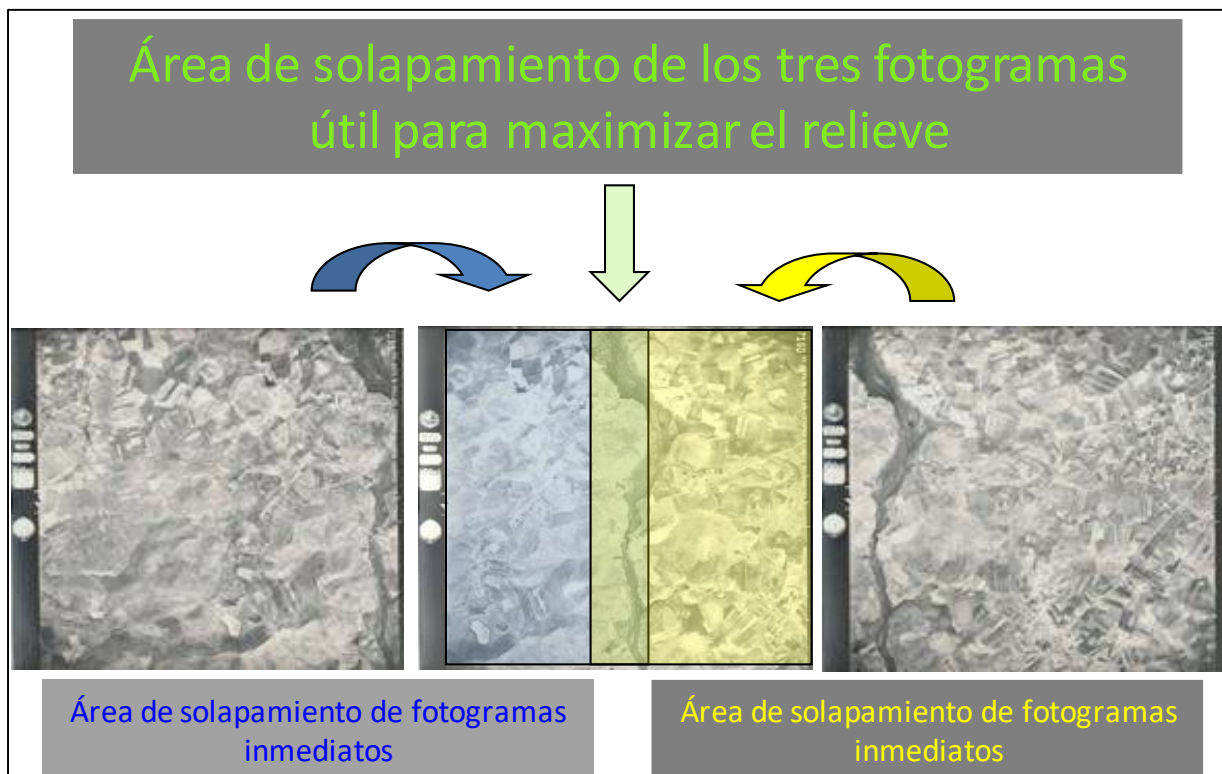 Área de solapamiento de los tres fotogramas
útil para maximizar el relieve
Área de solapamiento de fotogramas
inmediatos
Área de solapamiento de fotogramas
inmediatos